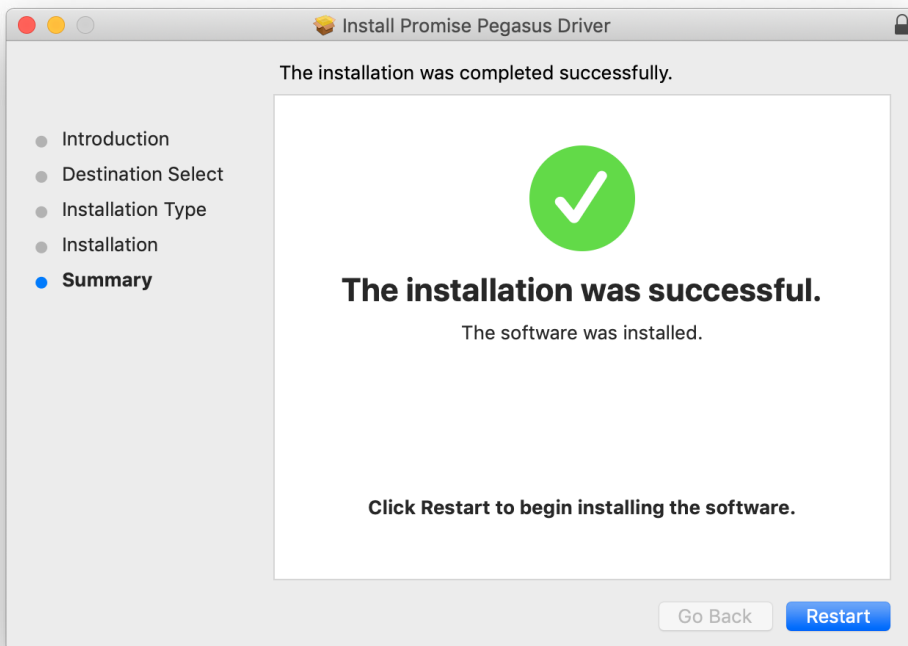 Install Promise Pegasus Driver
The installation was completed successfully.
Introduction
Destination Select
Installation Type
Installation
Summary
The installation was successful.
The software was installed.
Click Restart to begin installing the software.
Go Back
Restart